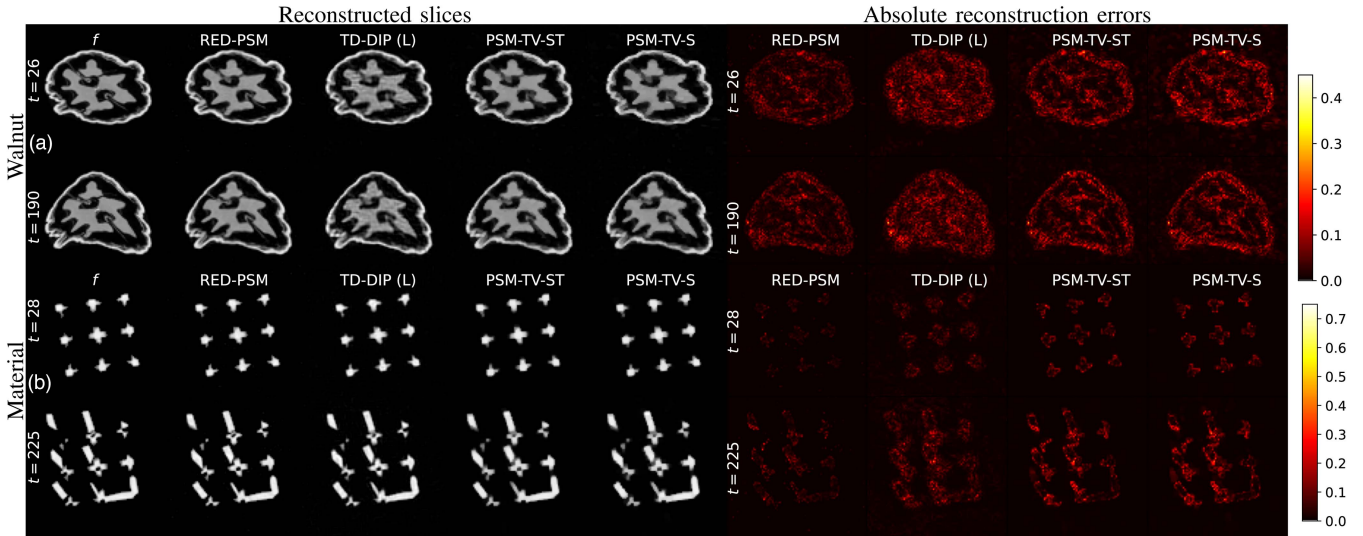 Reconstructed slices Absolute reconstruction errors
f RED-PSM TD-DIP (L) PSM-TV-ST PSM-TV-S RED-PSM TD-DIP (L) PSM-TV-ST PSM-TV-S
t = 26 t = 26
Walnut
(a)
t = 190 t = 190
0.4
0.3
0.2
0.1
0.0
f RED-PSM TD-DIP (L) PSM-TV-ST PSM-TV-S RED-PSM TD-DIP (L) PSM-TV-ST PSM-TV-S
t = 28 t = 28
Material
(b)
t = 225 t = 225
0.7
0.6
0.5
0.4
0.3
0.2
0.1
0.0